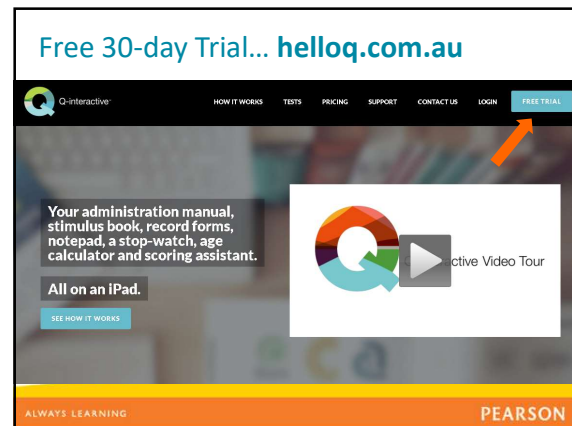 Free 30-day Trial... helloq.com.au
Q-interactive™
HOW IT WORKS TESTS PRICING SUPPORT CONTACT US LOGIN FREE TRIAL
Your administration manual,
stimulus book, record forms,
notepad, a stop-watch, age
calculator and scoring assistant.
All on an iPad.
SEE HOW IT WORKS
ctive Video Tour
ALWAYS LEARNING
PEARSON